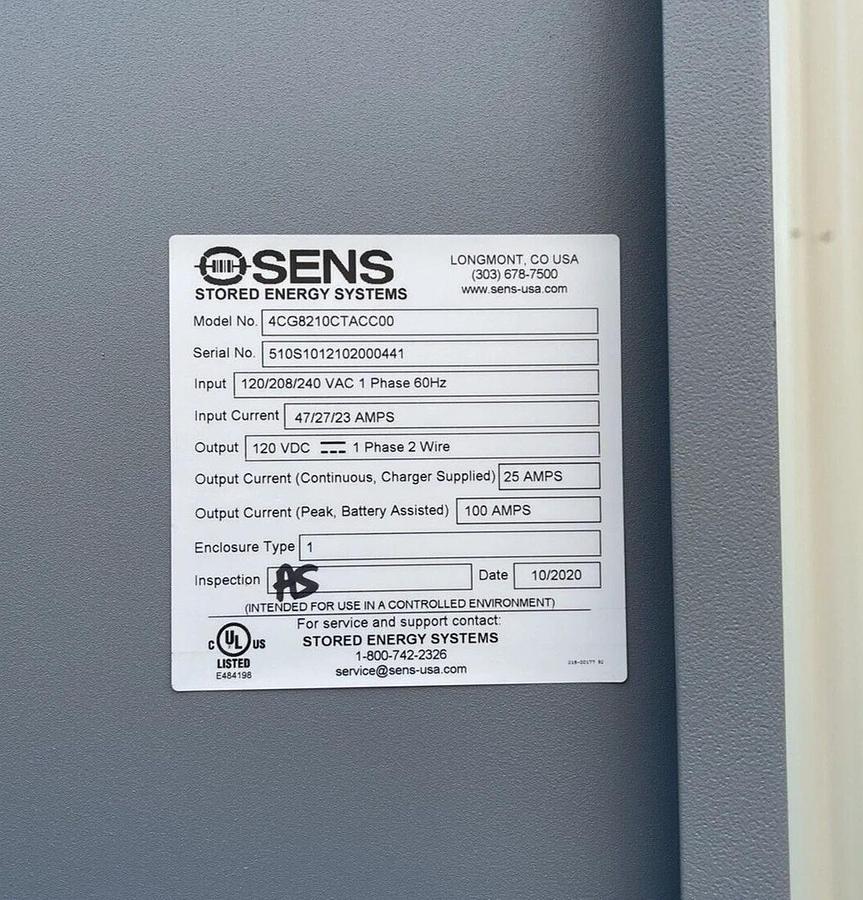 SENS
STORED ENERGY SYSTEMS
LONGMONT, CO USA
(303) 678-7500
www.sens-usa.com
Model No. 4CG8210CTACC00
Serial No. 510S1012102000441
Input 120/208/240 VAC 1 Phase 60Hz
Input Current 47/27/23 AMPS
Output 120 VDC 1 Phase 2 Wire
Output Current (Continuous, Charger Supplied) 25 AMPS
Output Current (Peak, Battery Assisted) 100 AMPS
Enclosure Type 1
Inspection AS Date 10/2020
(INTENDED FOR USE IN A CONTROLLED ENVIRONMENT)
For service and support contact:
STORED ENERGY SYSTEMS
1-800-742-2326
service@sens-usa.com
C UL US
LISTED
E484198